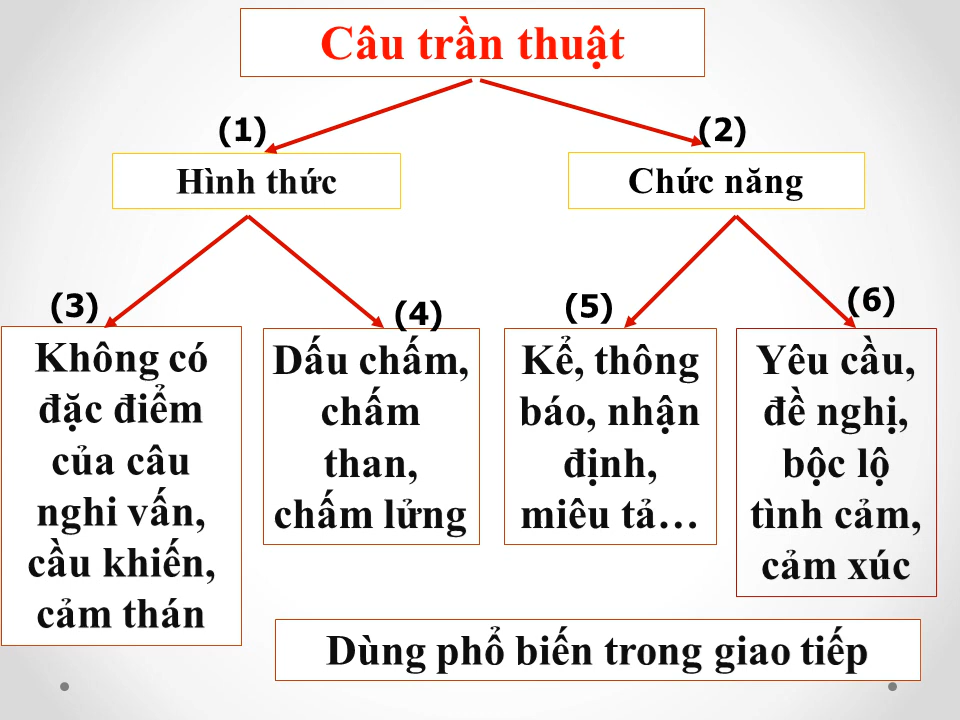 Câu trần thuật
(1)
(2)
Hình thức
Chức năng
(3)
(4)
(5)
(6)
Không có
đặc điểm
của câu
nghi vấn,
cầu khiến,
cảm thán
Dấu chấm,
chấm
than,
chấm lửng
Kể, thông
báo, nhận
định,
miêu tả…
Yêu cầu,
đề nghị,
bộc lộ
tình cảm,
cảm xúc
Dùng phổ biến trong giao tiếp